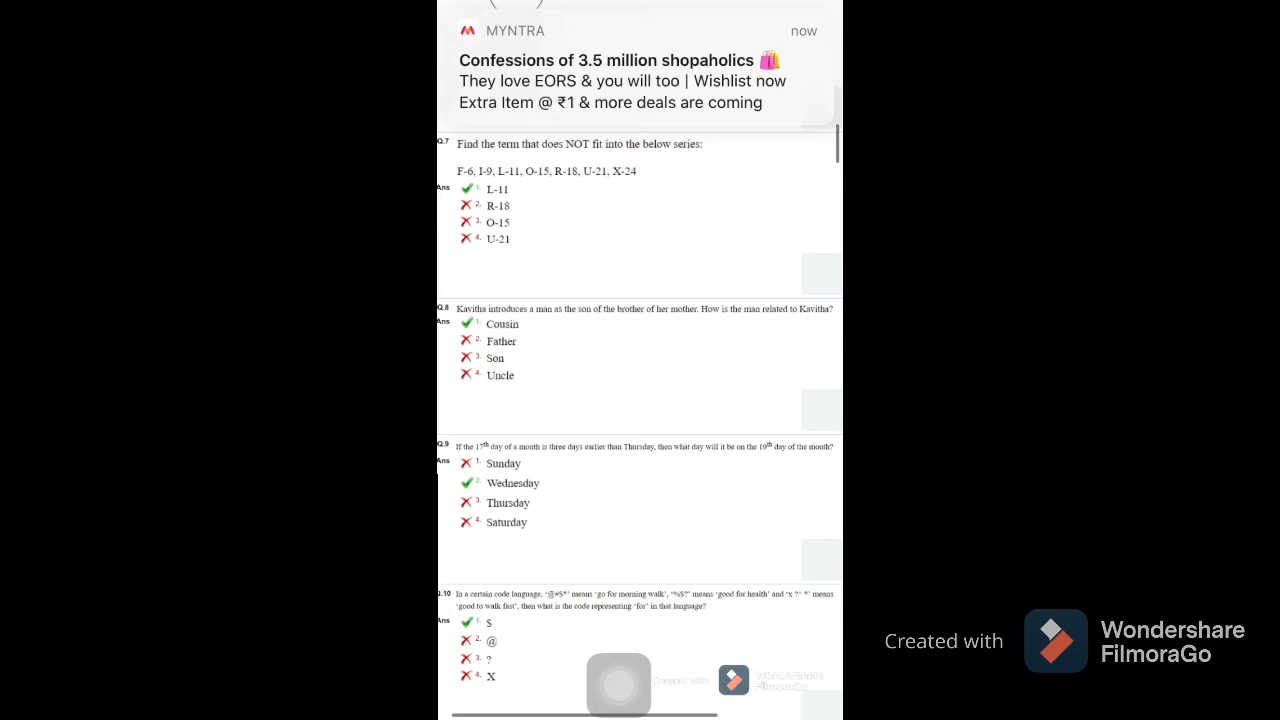 MYNTRA now
Confessions of 3.5 million shopaholics 🛍️
They love EORS & you will too | Wishlist now
Extra Item @ ₹1 & more deals are coming
Q.7 Find the term that does NOT fit into the below series:
F-6, I-9, L-11, O-15, R-18, U-21, X-24
Ans 1. L-11
2. R-18
3. O-15
4. U-21
Q.8 Kavitha introduces a man as the son of the brother of her mother. How is the man related to Kavitha?
Ans 1. Cousin
2. Father
3. Son
4. Uncle
Q.9 If the 17th day of a month is three days earlier than Thursday, then what day will it be on the 19th day of the month?
Ans 1. Sunday
2. Wednesday
3. Thursday
4. Saturday
Q.10 In a certain code language, '@#$*' means 'go for morning walk', '%$?' means 'good for health' and 'x ?^ *' means
'good to walk fast', then what is the code representing 'for' in that language?
Ans 1. $
2. @
3. ?
4. X
Created with
Wondershare
FilmoraGo
Created with
Wondershare
FilmoraGo